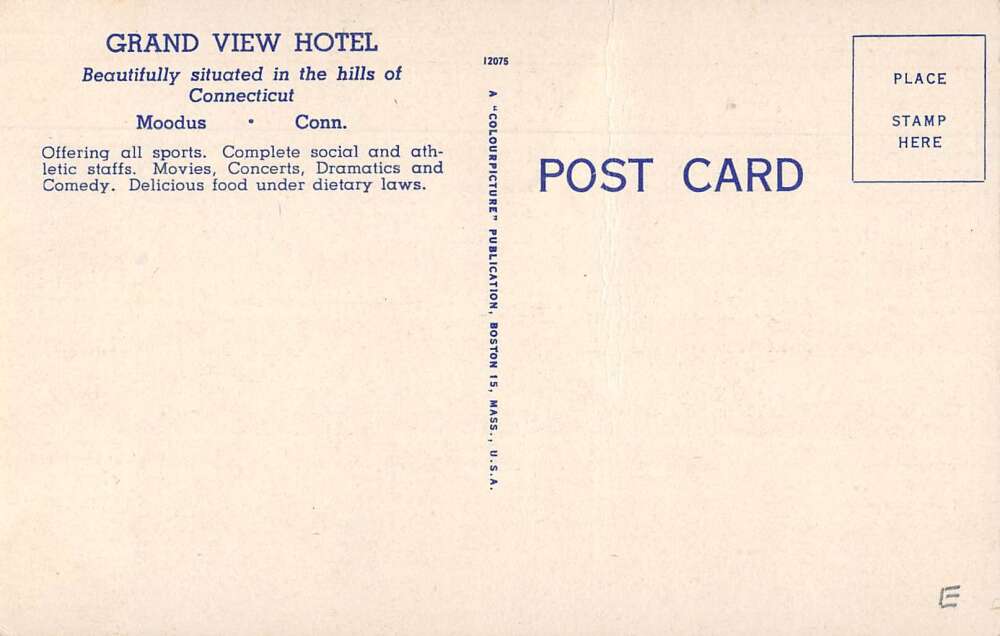 GRAND VIEW HOTEL
Beautifully situated in the hills of
Connecticut
Moodus • Conn.
Offering all sports. Complete social and ath-
letic staffs. Movies, Concerts, Dramatics and
Comedy. Delicious food under dietary laws.
12075
A "COLOURPICTURE" PUBLICATION, BOSTON 15, MASS., U.S.A.
POST CARD
PLACE
STAMP
HERE
E